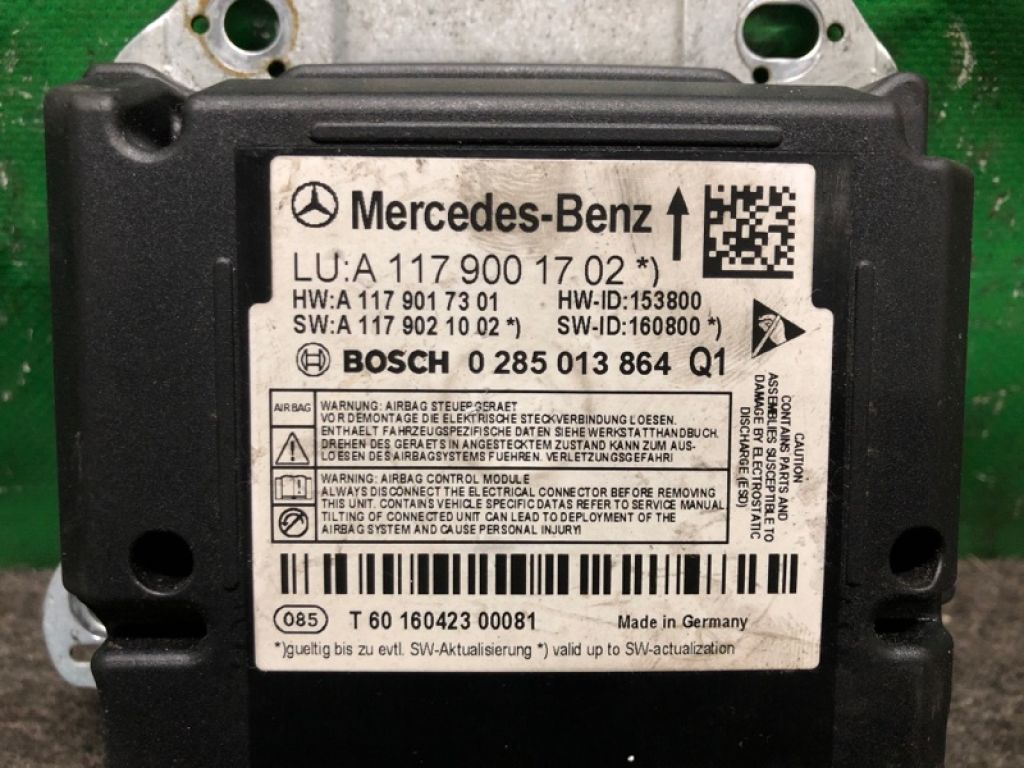 Mercedes-Benz
LU:A 117 900 17 02 *)
HW:A 117 901 73 01 HW-ID:153800
SW:A 117 902 10 02 *) SW-ID:160800 *)
BOSCH 0 285 013 864 Q1
AIRBAG
WARNUNG: AIRBAG STEUERGERAET
VOR DEMONTAGE DIE ELEKTRISCHE STECKVERBINDUNG LOESEN.
ENTHAELT FAHRZEUGSPEZIFISCHE DATEN SIEHE WERKSTATTHANDBUCH.
DREHEN DES GERAETS IN ANGESTECKTEM ZUSTAND KANN ZUM AUS-
LOESEN DES AIRBAGSYSTEMS FUEHREN. VERLETZUNGSGEFAHR!
WARNING: AIRBAG CONTROL MODULE
ALWAYS DISCONNECT THE ELECTRICAL CONNECTOR BEFORE REMOVING
THIS UNIT. CONTAINS VEHICLE SPECIFIC DATAS REFER TO SERVICE MANUAL
TILTING OF CONNECTED UNIT CAN LEAD TO DEPLOYMENT OF THE
AIRBAG SYSTEM AND CAUSE PERSONAL INJURY!
CAUTION
CONTAINS PARTS AND
ASSEMBLIES SUSCEPTIBLE TO
DAMAGE BY ELECTROSTATIC
DISCHARGE (ESD)
085 T 60 160423 00081 Made in Germany
*)gueltig bis zu evtl. SW-Aktualisierung *) valid up to SW-actualization